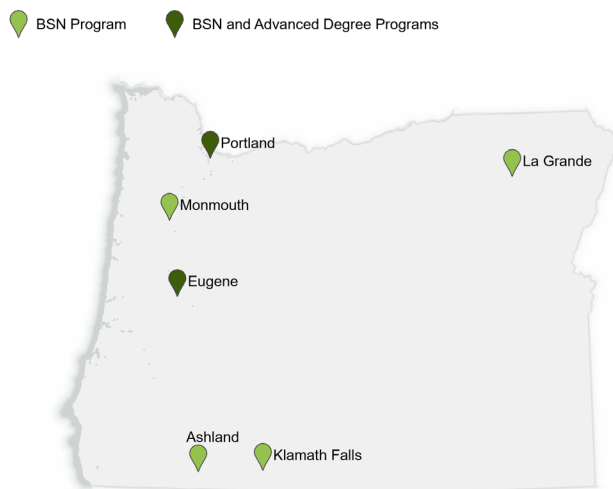 BSN Program
BSN and Advanced Degree Programs
Portland
La Grande
Monmouth
Eugene
Ashland
Klamath Falls